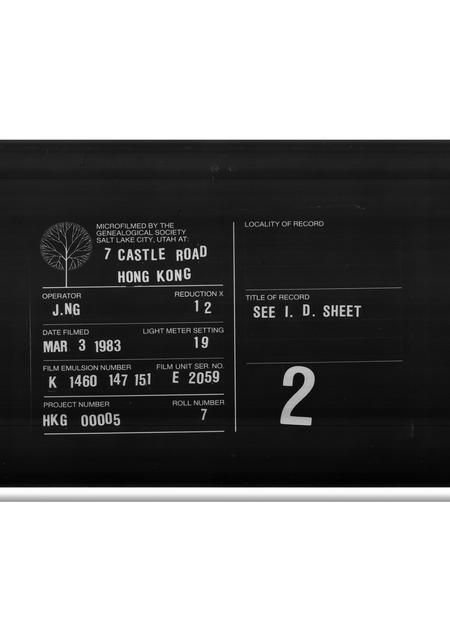 MICROFILMED BY THE
GENEALOGICAL SOCIETY
SALT LAKE CITY, UTAH AT:
7 CASTLE ROAD
HONG KONG
OPERATOR REDUCTION X
J.NG 12
DATE FILMED LIGHT METER SETTING
MAR 3 1983 19
FILM EMULSION NUMBER FILM UNIT SER. NO.
K 1460 147 151 E 2059
PROJECT NUMBER ROLL NUMBER
HKG 00005 7
LOCALITY OF RECORD
TITLE OF RECORD
SEE I. D. SHEET
2